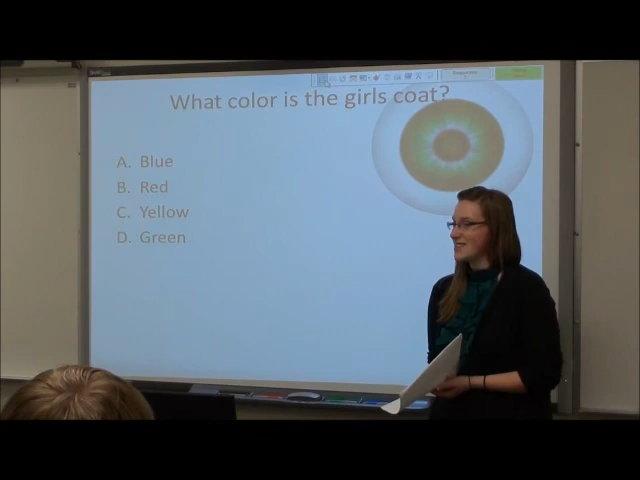 What color is the girls coat?
A. Blue
B. Red
C. Yellow
D. Green